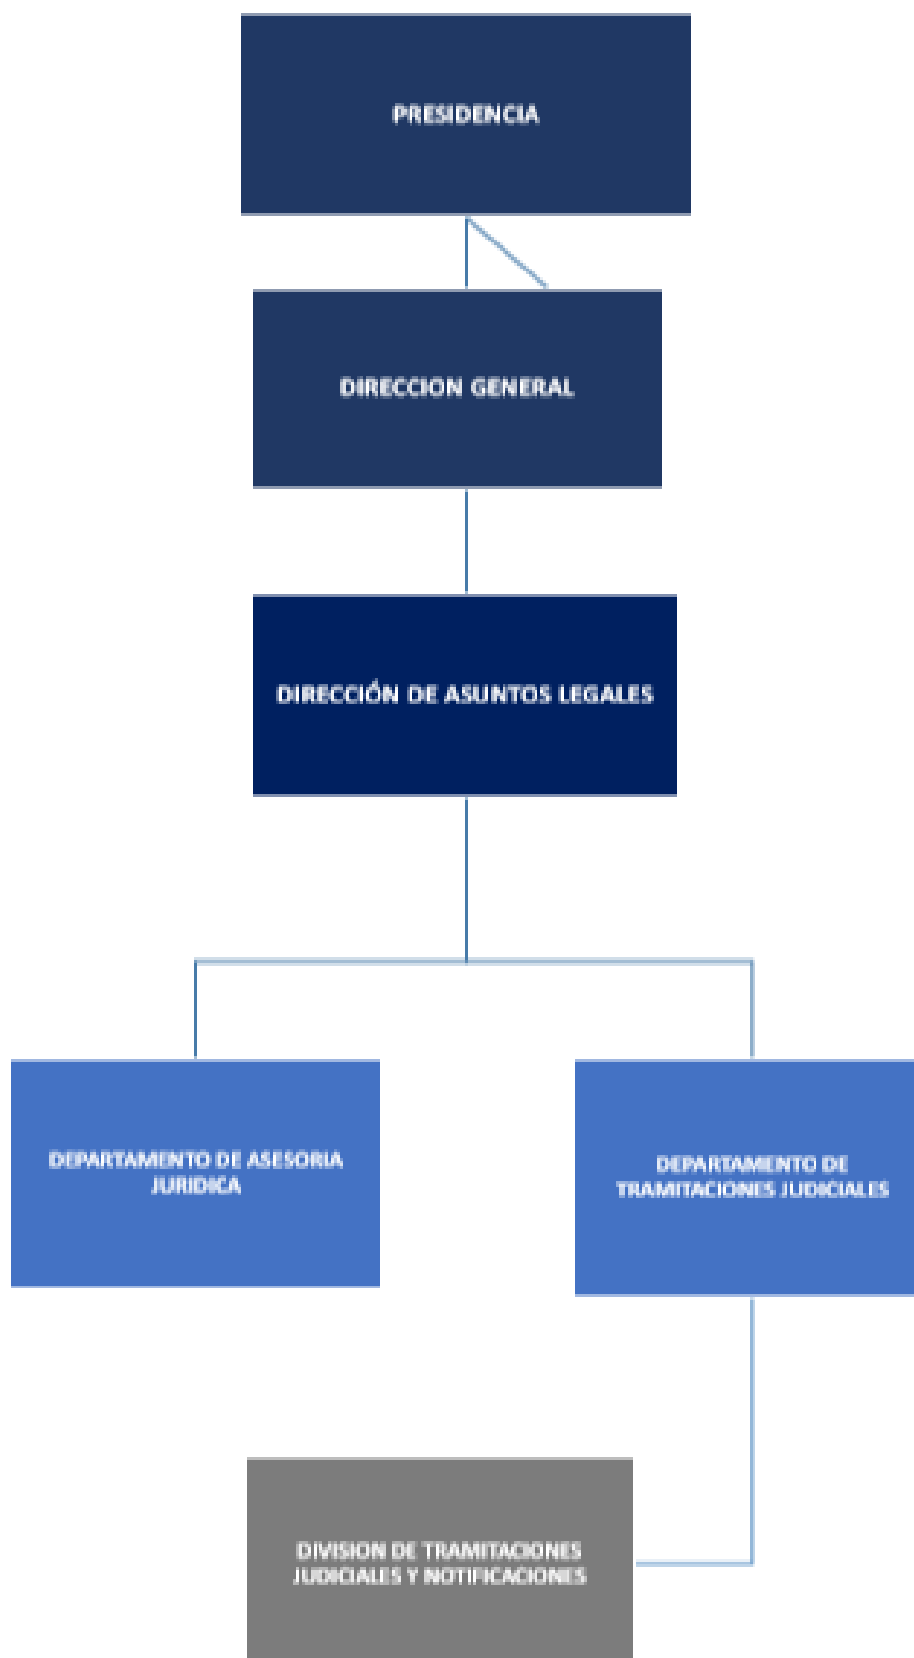 PRESIDENCIA
DIRECCION GENERAL
DIRECCIÓN DE ASUNTOS LEGALES
DEPARTAMENTO DE ASESORIA
JURIDICA
DEPARTAMENTO DE
TRAMITACIONES JUDICIALES
DIVISION DE TRAMITACIONES
JUDICIALES Y NOTIFICACIONES